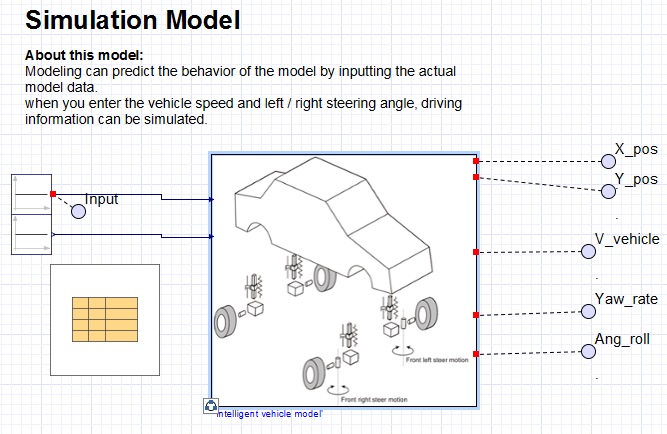 Simulation Model
About this model:
Modeling can predict the behavior of the model by inputting the actual
model data.
when you enter the vehicle speed and left / right steering angle, driving
information can be simulated.
X_pos
Y_pos
Input
V_vehicle
Yaw_rate
Ang_roll
Front left steer motion
Front right steer motion
intelligent vehicle model'